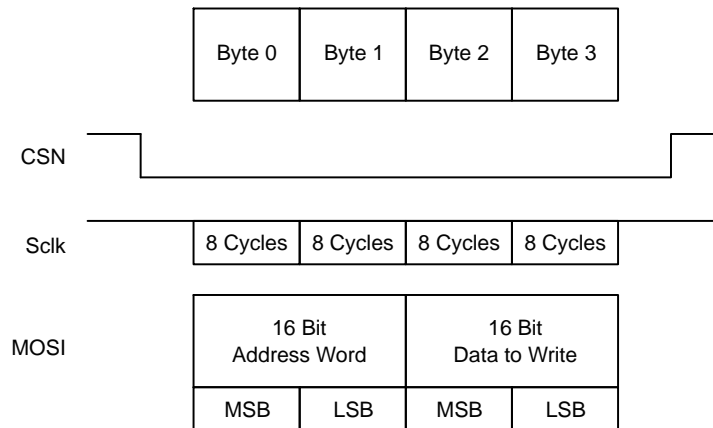 Byte 0 Byte 1 Byte 2 Byte 3
CSN
Sclk 8 Cycles 8 Cycles 8 Cycles 8 Cycles
MOSI
16 Bit
Address Word
16 Bit
Data to Write
MSB LSB MSB LSB